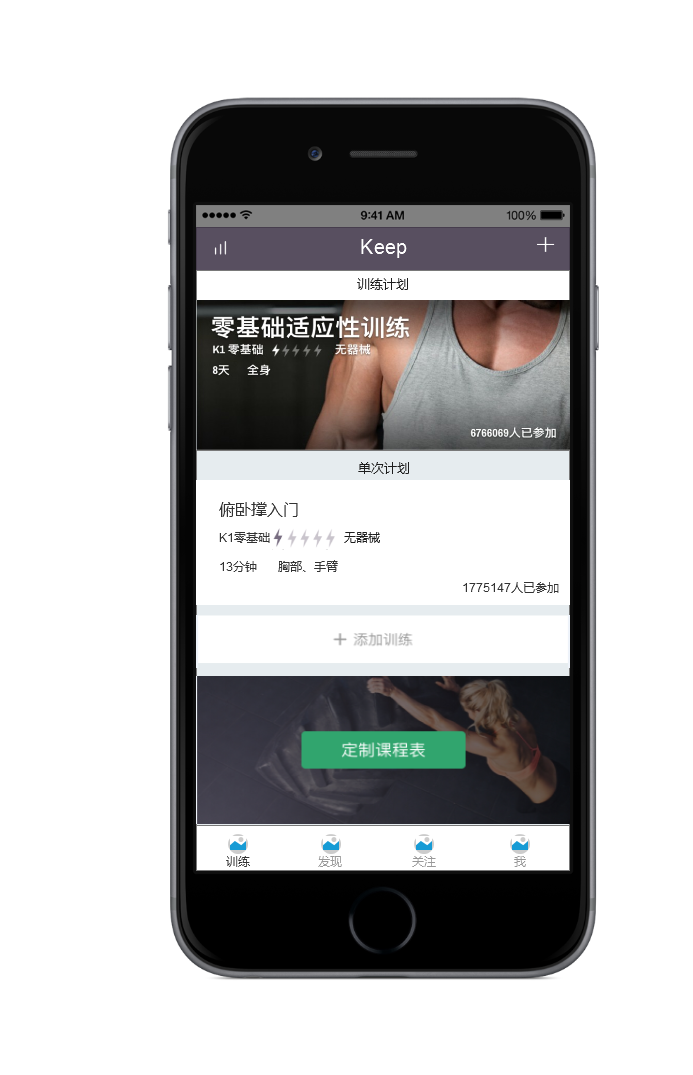 9:41 AM 100%
Keep
训练计划
零基础适应性训练
K1 零基础 无器械
8天 全身
6766069人已参加
单次计划
俯卧撑入门
K1零基础 无器械
13分钟 胸部、手臂
1775147人已参加
+ 添加训练
定制课程表
训练 发现 关注 我